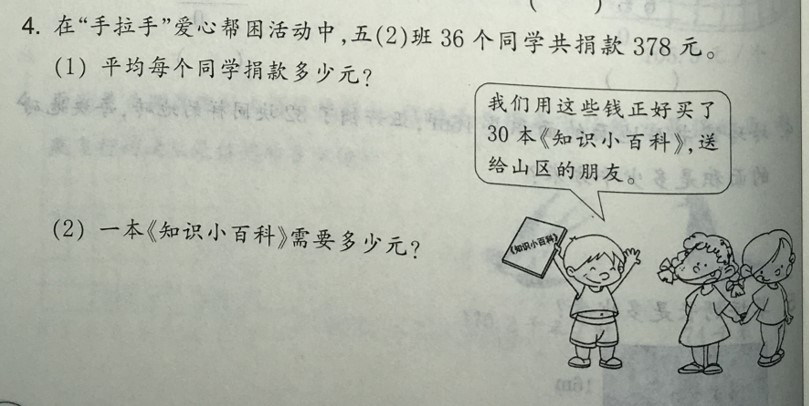 4. 在“手拉手”爱心帮困活动中,五(2)班 36 个同学共捐款 378 元。
(1) 平均每个同学捐款多少元?
我们用这些钱正好买了
30 本《知识小百科》,送
给山区的朋友。
(2) 一本《知识小百科》需要多少元?
《知识小百科》